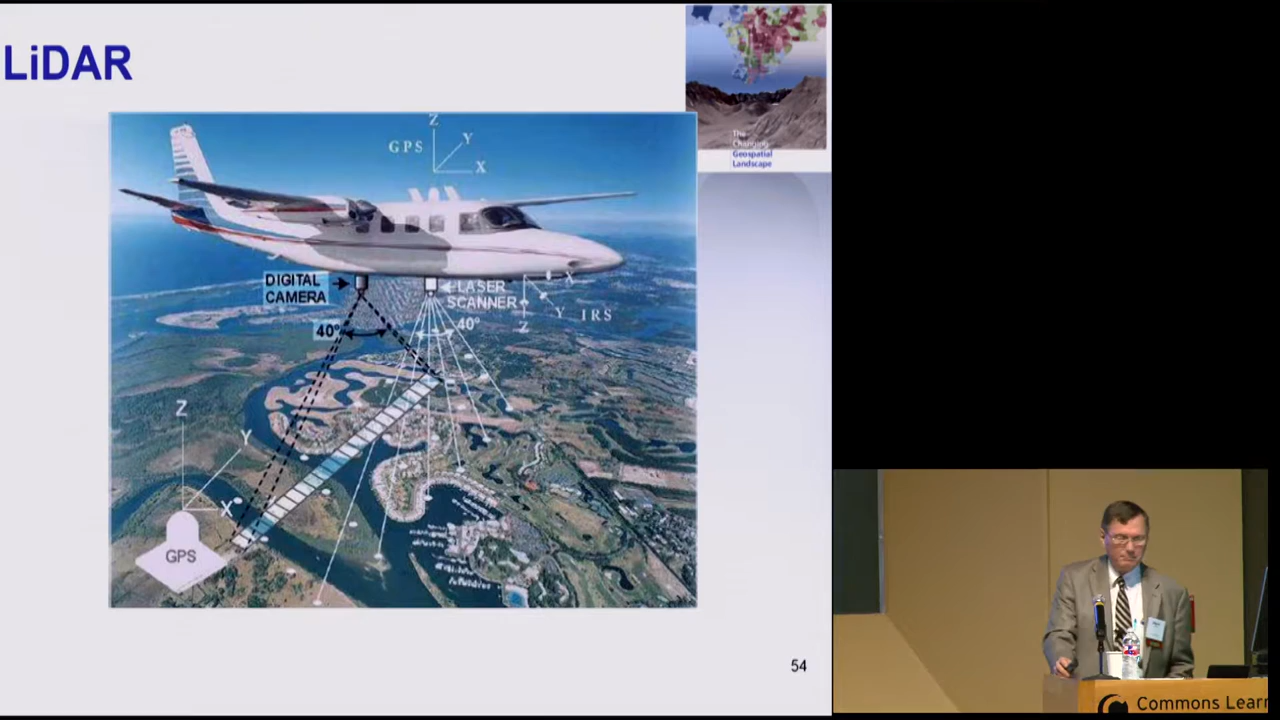 LiDAR
The
Changing
Geospatial
Landscape
Z
Y
GPS
X
DIGITAL
CAMERA
LASER
SCANNER
X
Y IRS
Z
40°
40°
Z
Y
X
GPS
54
Commons Learn